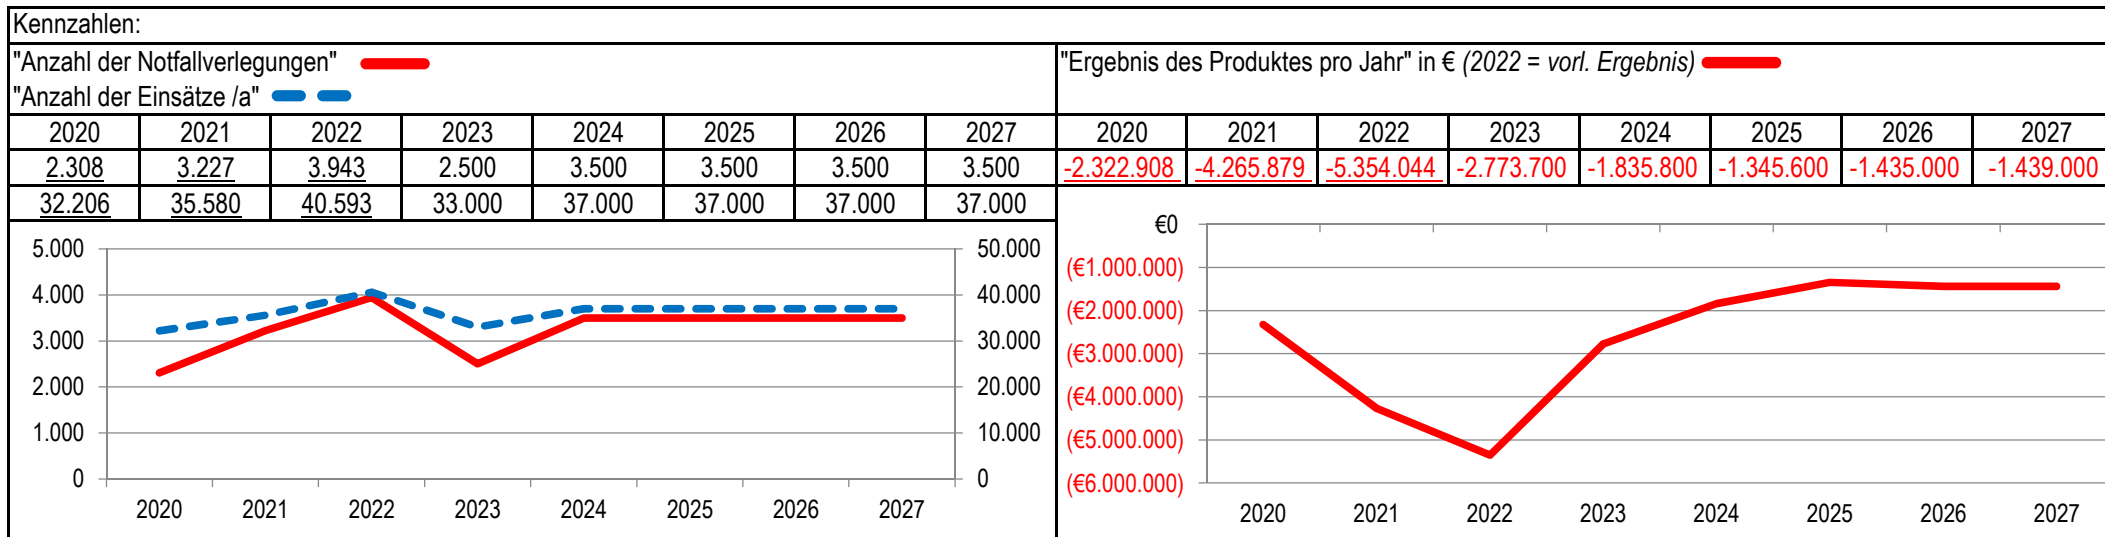 Kennzahlen:
"Anzahl der Notfallverlegungen"
"Anzahl der Einsätze /a"
2020 2021 2022 2023 2024 2025 2026 2027
2.308 3.227 3.943 2.500 3.500 3.500 3.500 3.500
32.206 35.580 40.593 33.000 37.000 37.000 37.000 37.000
5.000 50.000
4.000 40.000
3.000 30.000
2.000 20.000
1.000 10.000
0 0
2020 2021 2022 2023 2024 2025 2026 2027
"Ergebnis des Produktes pro Jahr" in € (2022 = vorl. Ergebnis)
2020 2021 2022 2023 2024 2025 2026 2027
-2.322.908 -4.265.879 -5.354.044 -2.773.700 -1.835.800 -1.345.600 -1.435.000 -1.439.000
€0
(€1.000.000)
(€2.000.000)
(€3.000.000)
(€4.000.000)
(€5.000.000)
(€6.000.000)
2020 2021 2022 2023 2024 2025 2026 2027